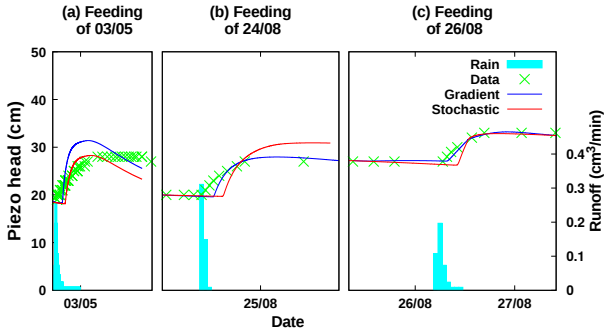 (a) Feeding
of 03/05
(b) Feeding
of 24/08
(c) Feeding
of 26/08
Piezo head (cm)
50
40
30
20
10
0
Rain
Data
Gradient
Stochastic
0.4
0.3
0.2
0.1
0
Runoff (cm³/min)
03/05
25/08
26/08
27/08
Date